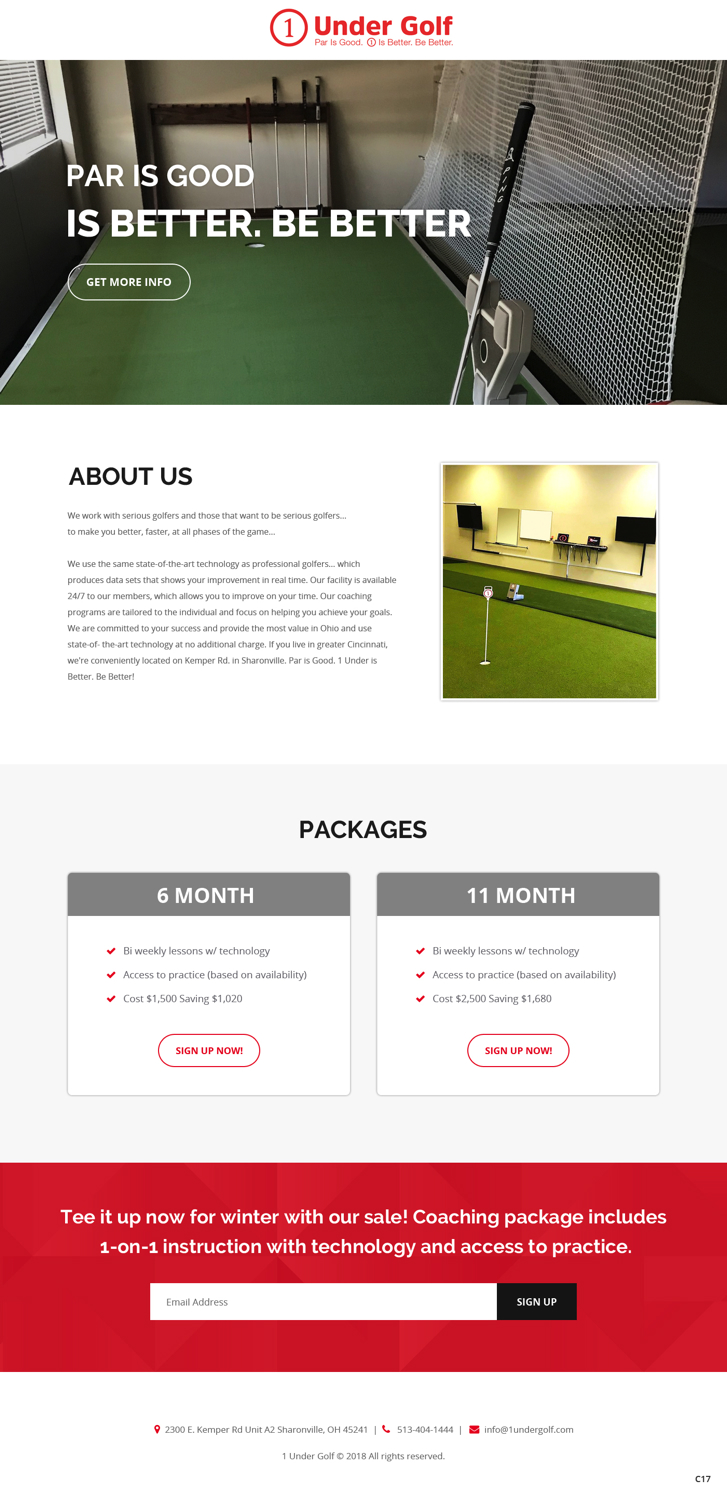 1 Under Golf
Par Is Good. 1 Is Better. Be Better.
PAR IS GOOD
IS BETTER. BE BETTER
GET MORE INFO
PING
ABOUT US
We work with serious golfers and those that want to be serious golfers...
to make you better, faster, at all phases of the game...
We use the same state-of-the-art technology as professional golfers... which
produces data sets that shows your improvement in real time. Our facility is available
24/7 to our members, which allows you to improve on your time. Our coaching
programs are tailored to the individual and focus on helping you achieve your goals.
We are committed to your success and provide the most value in Ohio and use
state-of- the-art technology at no additional charge. If you live in greater Cincinnati,
we're conveniently located on Kemper Rd. in Sharonville. Par is Good. 1 Under is
Better. Be Better!
PACKAGES
6 MONTH
Bi weekly lessons w/ technology
Access to practice (based on availability)
Cost $1,500 Saving $1,020
SIGN UP NOW!
11 MONTH
Bi weekly lessons w/ technology
Access to practice (based on availability)
Cost $2,500 Saving $1,680
SIGN UP NOW!
Tee it up now for winter with our sale! Coaching package includes
1-on-1 instruction with technology and access to practice.
Email Address
SIGN UP
2300 E. Kemper Rd Unit A2 Sharonville, OH 45241 | 513-404-1444 | info@1undergolf.com
1 Under Golf © 2018 All rights reserved.
C17